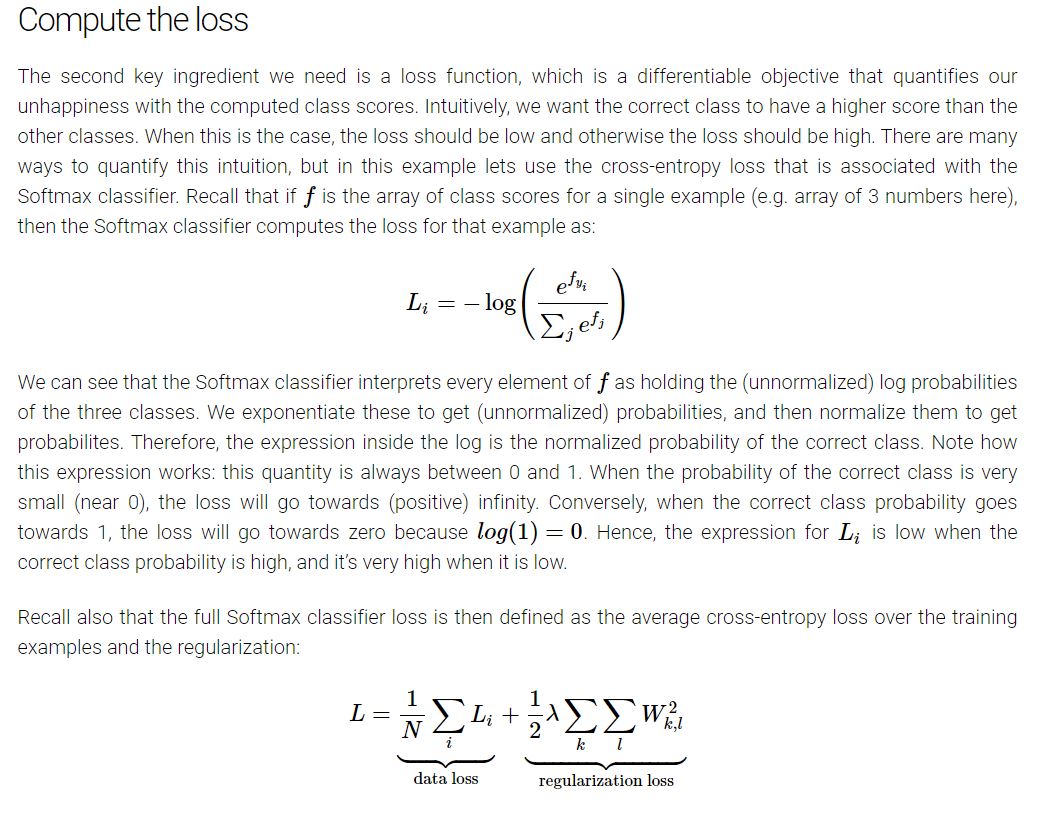 Compute the loss
The second key ingredient we need is a loss function, which is a differentiable objective that quantifies our
unhappiness with the computed class scores. Intuitively, we want the correct class to have a higher score than the
other classes. When this is the case, the loss should be low and otherwise the loss should be high. There are many
ways to quantify this intuition, but in this example lets use the cross-entropy loss that is associated with the
Softmax classifier. Recall that if f is the array of class scores for a single example (e.g. array of 3 numbers here),
then the Softmax classifier computes the loss for that example as:
L_i = − log( e^{f_{y_i}} / ∑_j e^{f_j} )
We can see that the Softmax classifier interprets every element of f as holding the (unnormalized) log probabilities
of the three classes. We exponentiate these to get (unnormalized) probabilities, and then normalize them to get
probabilites. Therefore, the expression inside the log is the normalized probability of the correct class. Note how
this expression works: this quantity is always between 0 and 1. When the probability of the correct class is very
small (near 0), the loss will go towards (positive) infinity. Conversely, when the correct class probability goes
towards 1, the loss will go towards zero because log(1) = 0. Hence, the expression for L_i is low when the
correct class probability is high, and it's very high when it is low.
Recall also that the full Softmax classifier loss is then defined as the average cross-entropy loss over the training
examples and the regularization:
L = 1/N ∑_i L_i + 1/2 λ ∑_k ∑_l W_{k,l}^2
data loss regularization loss